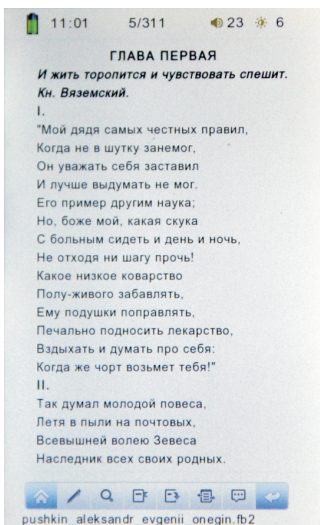 11:01 5/311 23 6
ГЛАВА ПЕРВАЯ
И жить торопится и чувствовать спешит.
Кн. Вяземский.
I.
"Мой дядя самых честных правил,
Когда не в шутку занемог,
Он уважать себя заставил
И лучше выдумать не мог.
Его пример другим наука;
Но, боже мой, какая скука
С больным сидеть и день и ночь,
Не отходя ни шагу прочь!
Какое низкое коварство
Полу-живого забавлять,
Ему подушки поправлять,
Печально подносить лекарство,
Вздыхать и думать про себя:
Когда же чорт возьмет тебя!"
II.
Так думал молодой повеса,
Летя в пыли на почтовых,
Всевышней волею Зевеса
Наследник всех своих родных.
pushkin_aleksandr_evgenii_onegin.fb2